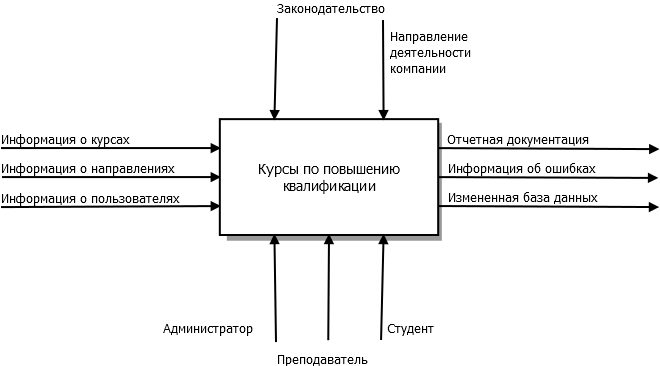 Законодательство
Направление
деятельности
компании
Информация о курсах
Информация о направлениях
Информация о пользователях
Курсы по повышению
квалификации
Отчетная документация
Информация об ошибках
Измененная база данных
Администратор
Преподаватель
Студент